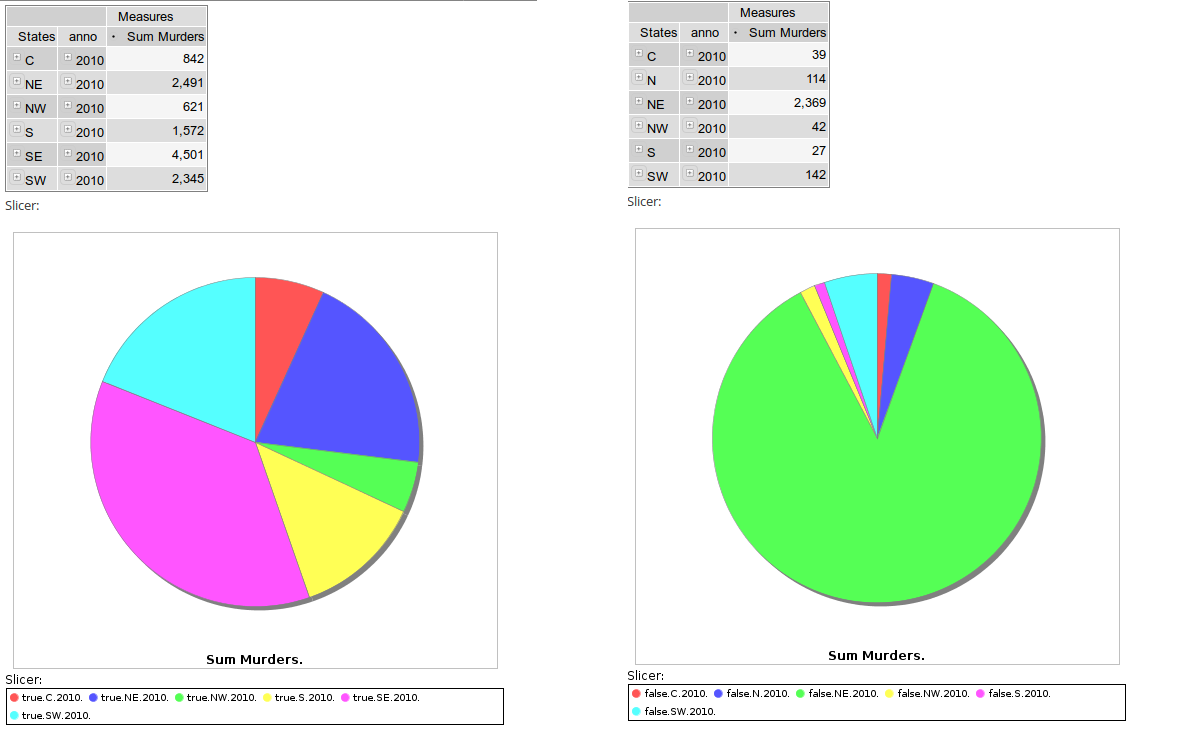 Measures
States anno • Sum Murders
C 2010 842
NE 2010 2,491
NW 2010 621
S 2010 1,572
SE 2010 4,501
SW 2010 2,345
Slicer:
Sum Murders.
Slicer:
true.C.2010. true.NE.2010. true.NW.2010. true.S.2010. true.SE.2010.
true.SW.2010.
Measures
States anno • Sum Murders
C 2010 39
N 2010 114
NE 2010 2,369
NW 2010 42
S 2010 27
SW 2010 142
Slicer:
Sum Murders.
Slicer:
false.C.2010. false.N.2010. false.NE.2010. false.NW.2010. false.S.2010.
false.SW.2010.